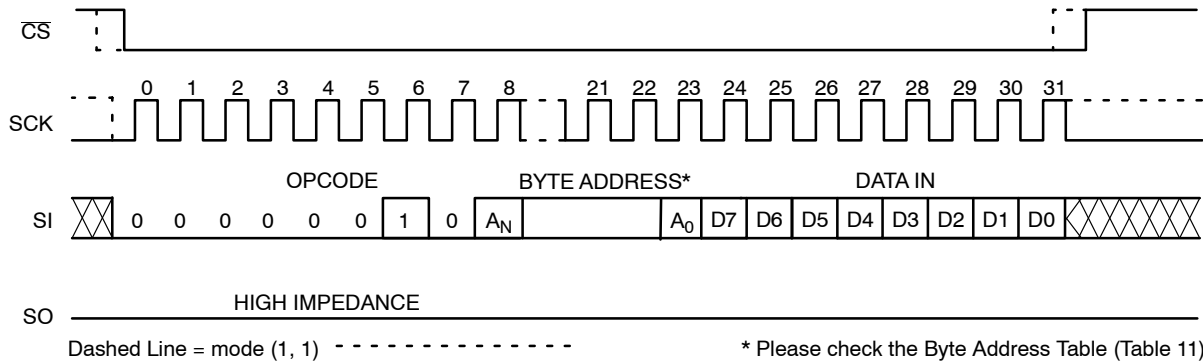 CS
0 1 2 3 4 5 6 7 8 21 22 23 24 25 26 27 28 29 30 31
SCK
OPCODE BYTE ADDRESS* DATA IN
SI 0 0 0 0 0 0 1 0 AN A0 D7 D6 D5 D4 D3 D2 D1 D0
HIGH IMPEDANCE
SO
Dashed Line = mode (1, 1) * Please check the Byte Address Table (Table 11)